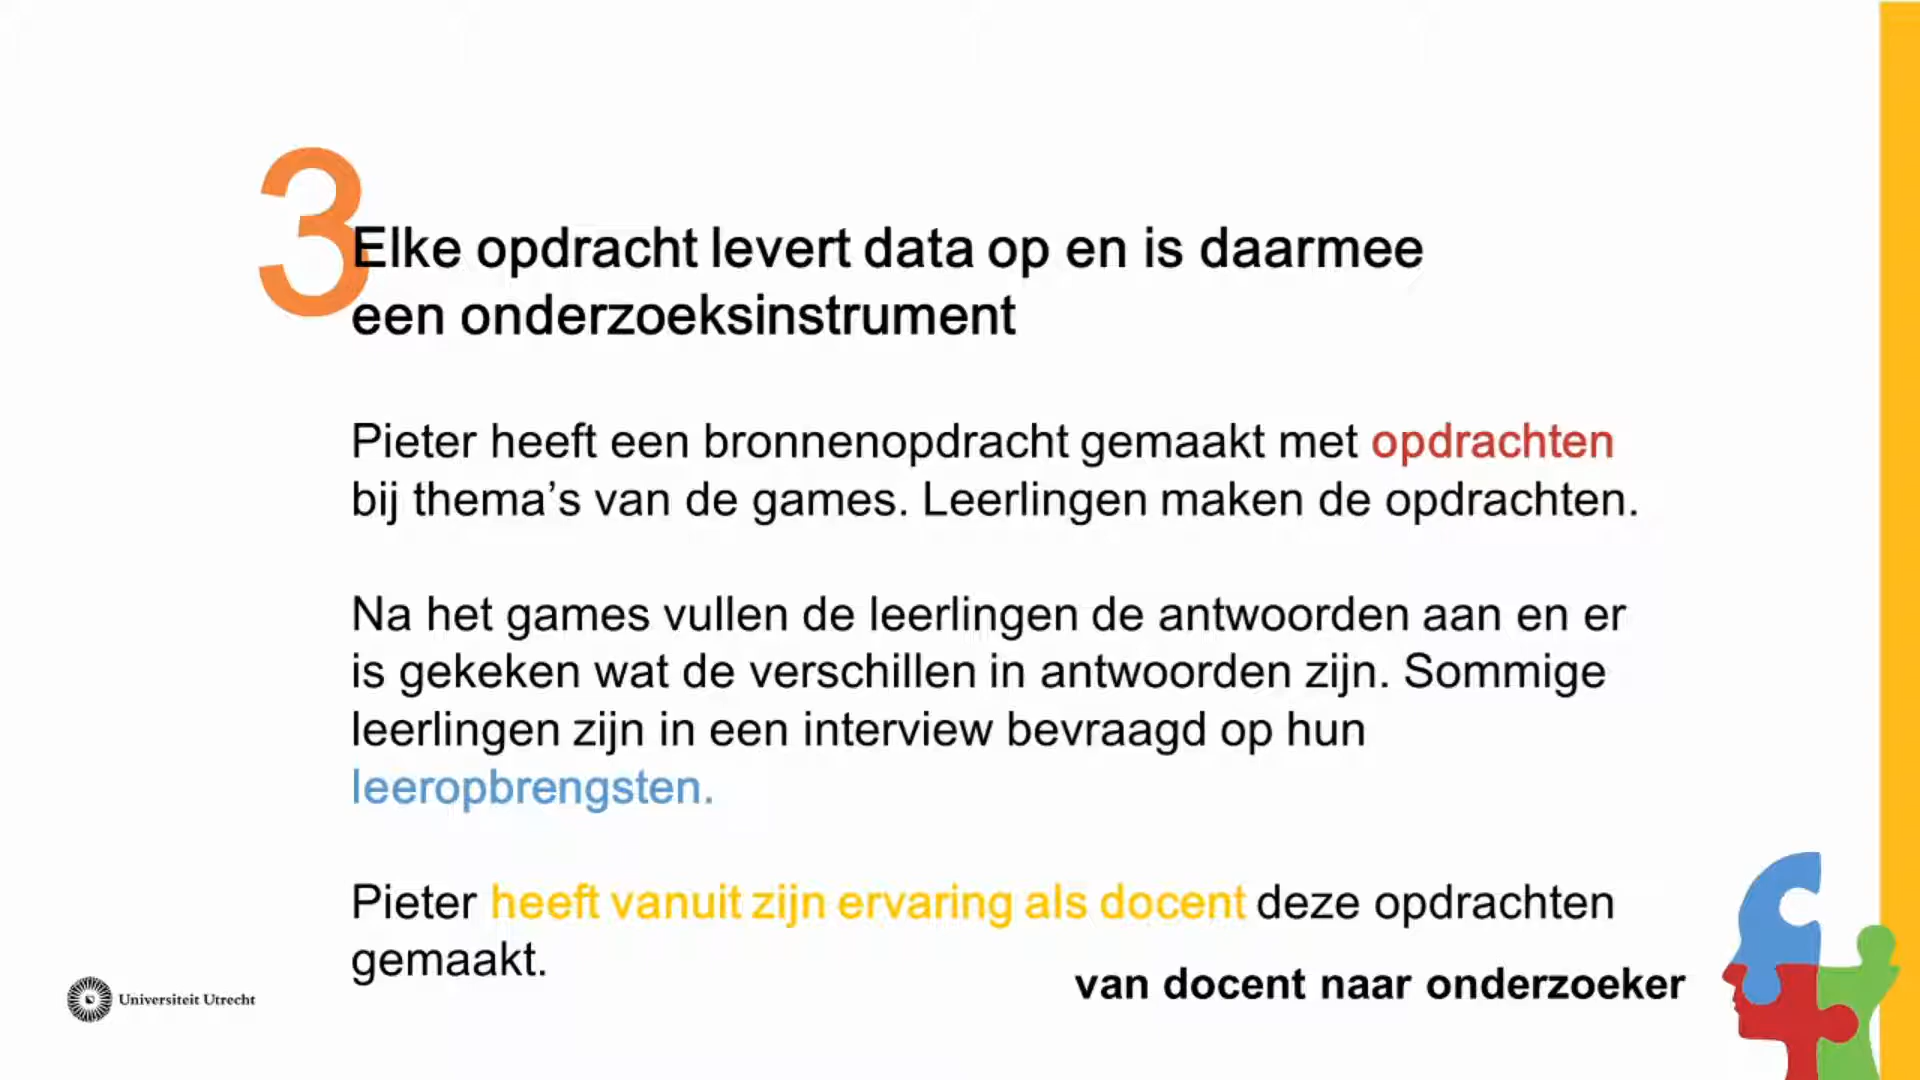 3
Elke opdracht levert data op en is daarmee
een onderzoeksinstrument
Pieter heeft een bronnenopdracht gemaakt met opdrachten
bij thema’s van de games. Leerlingen maken de opdrachten.
Na het games vullen de leerlingen de antwoorden aan en er
is gekeken wat de verschillen in antwoorden zijn. Sommige
leerlingen zijn in een interview bevraagd op hun
leeropbrengsten.
Pieter heeft vanuit zijn ervaring als docent deze opdrachten
gemaakt.
van docent naar onderzoeker
Universiteit Utrecht